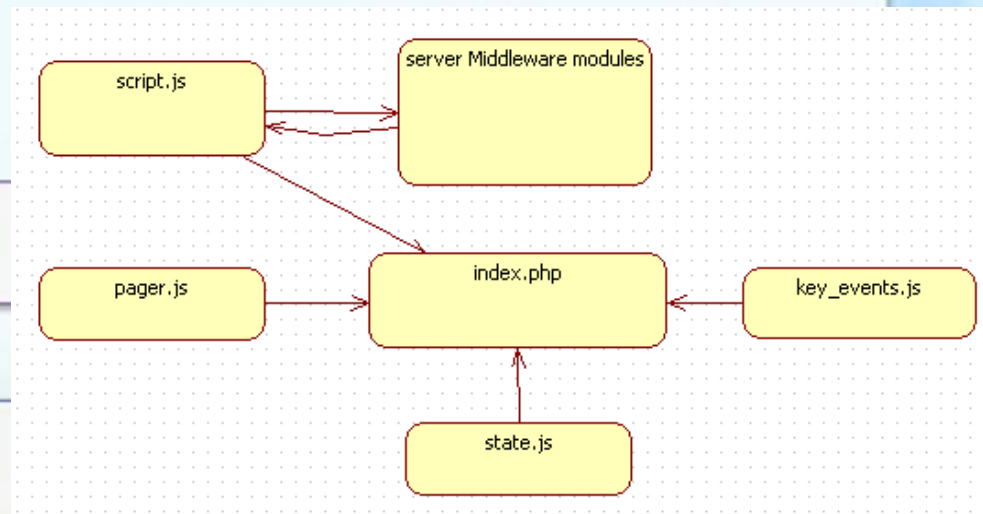 script.js
server Middleware modules
index.php
pager.js
key_events.js
state.js